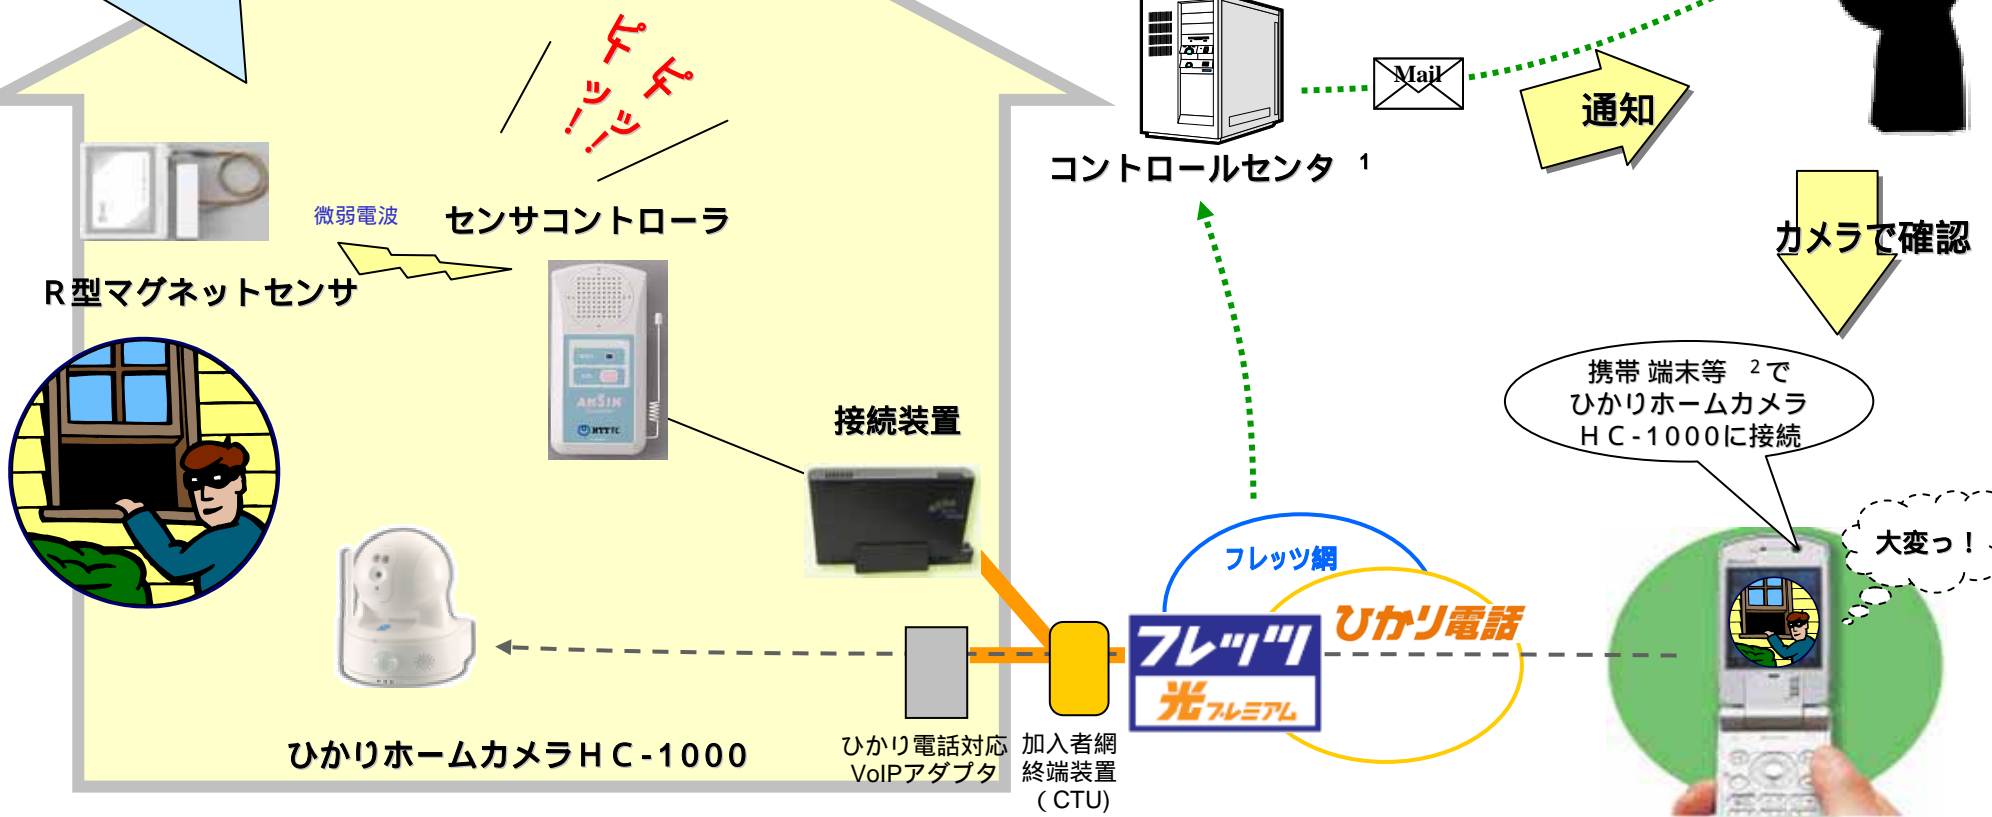 ピーッ!
ピーッ!
Mail
通知
コントロールセンタ 1
微弱電波
センサコントローラ
カメラで確認
R型マグネットセンサ
ANSIN
NTT TC
接続装置
携帯 端末等 2で
ひかりホームカメラ
HC-1000に接続
大変っ!
フレッツ網
ひかり電話
フレッツ
光プレミアム
ひかりホームカメラHC-1000
ひかり電話対応
VoIPアダプタ
加入者網
終端装置
(CTU)